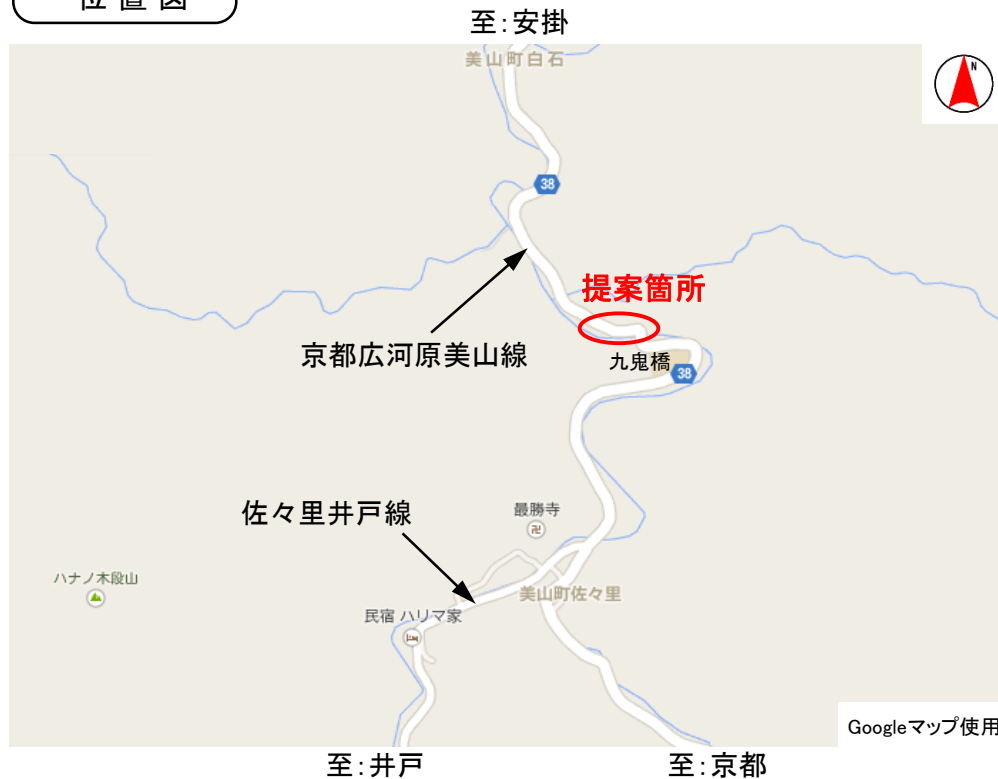 位置図
至：安掛
美山町白石
N
38
提案箇所
京都広河原美山線
九鬼橋
38
佐々里井戸線
最勝寺
卍
ハナノ木段山
美山町佐々里
民宿 ハリマ家
Googleマップ使用
至：井戸
至：京都